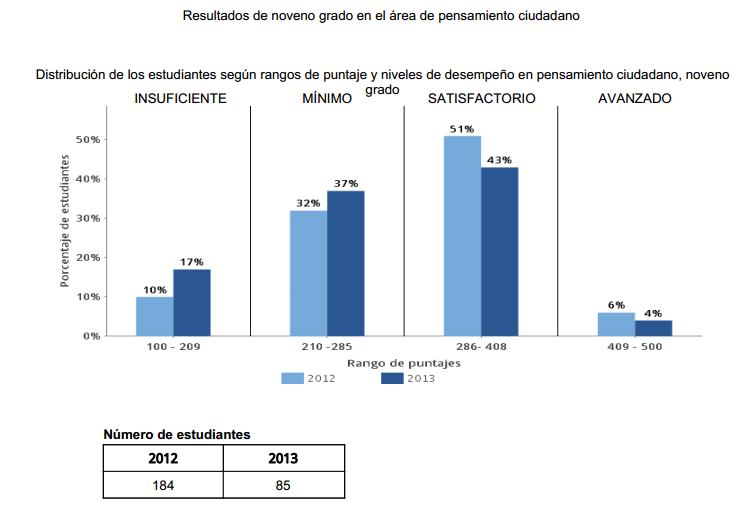 Resultados de noveno grado en el área de pensamiento ciudadano
Distribución de los estudiantes según rangos de puntaje y niveles de desempeño en pensamiento ciudadano, noveno
grado
INSUFICIENTE MÍNIMO SATISFACTORIO AVANZADO
Porcentaje de estudiantes
50%
40%
30%
20%
10%
0%
10% 17% 32% 37% 51% 43% 6% 4%
100 - 209 210 -285 286- 408 409 - 500
Rango de puntajes
2012 2013
Número de estudiantes
2012 2013
184 85